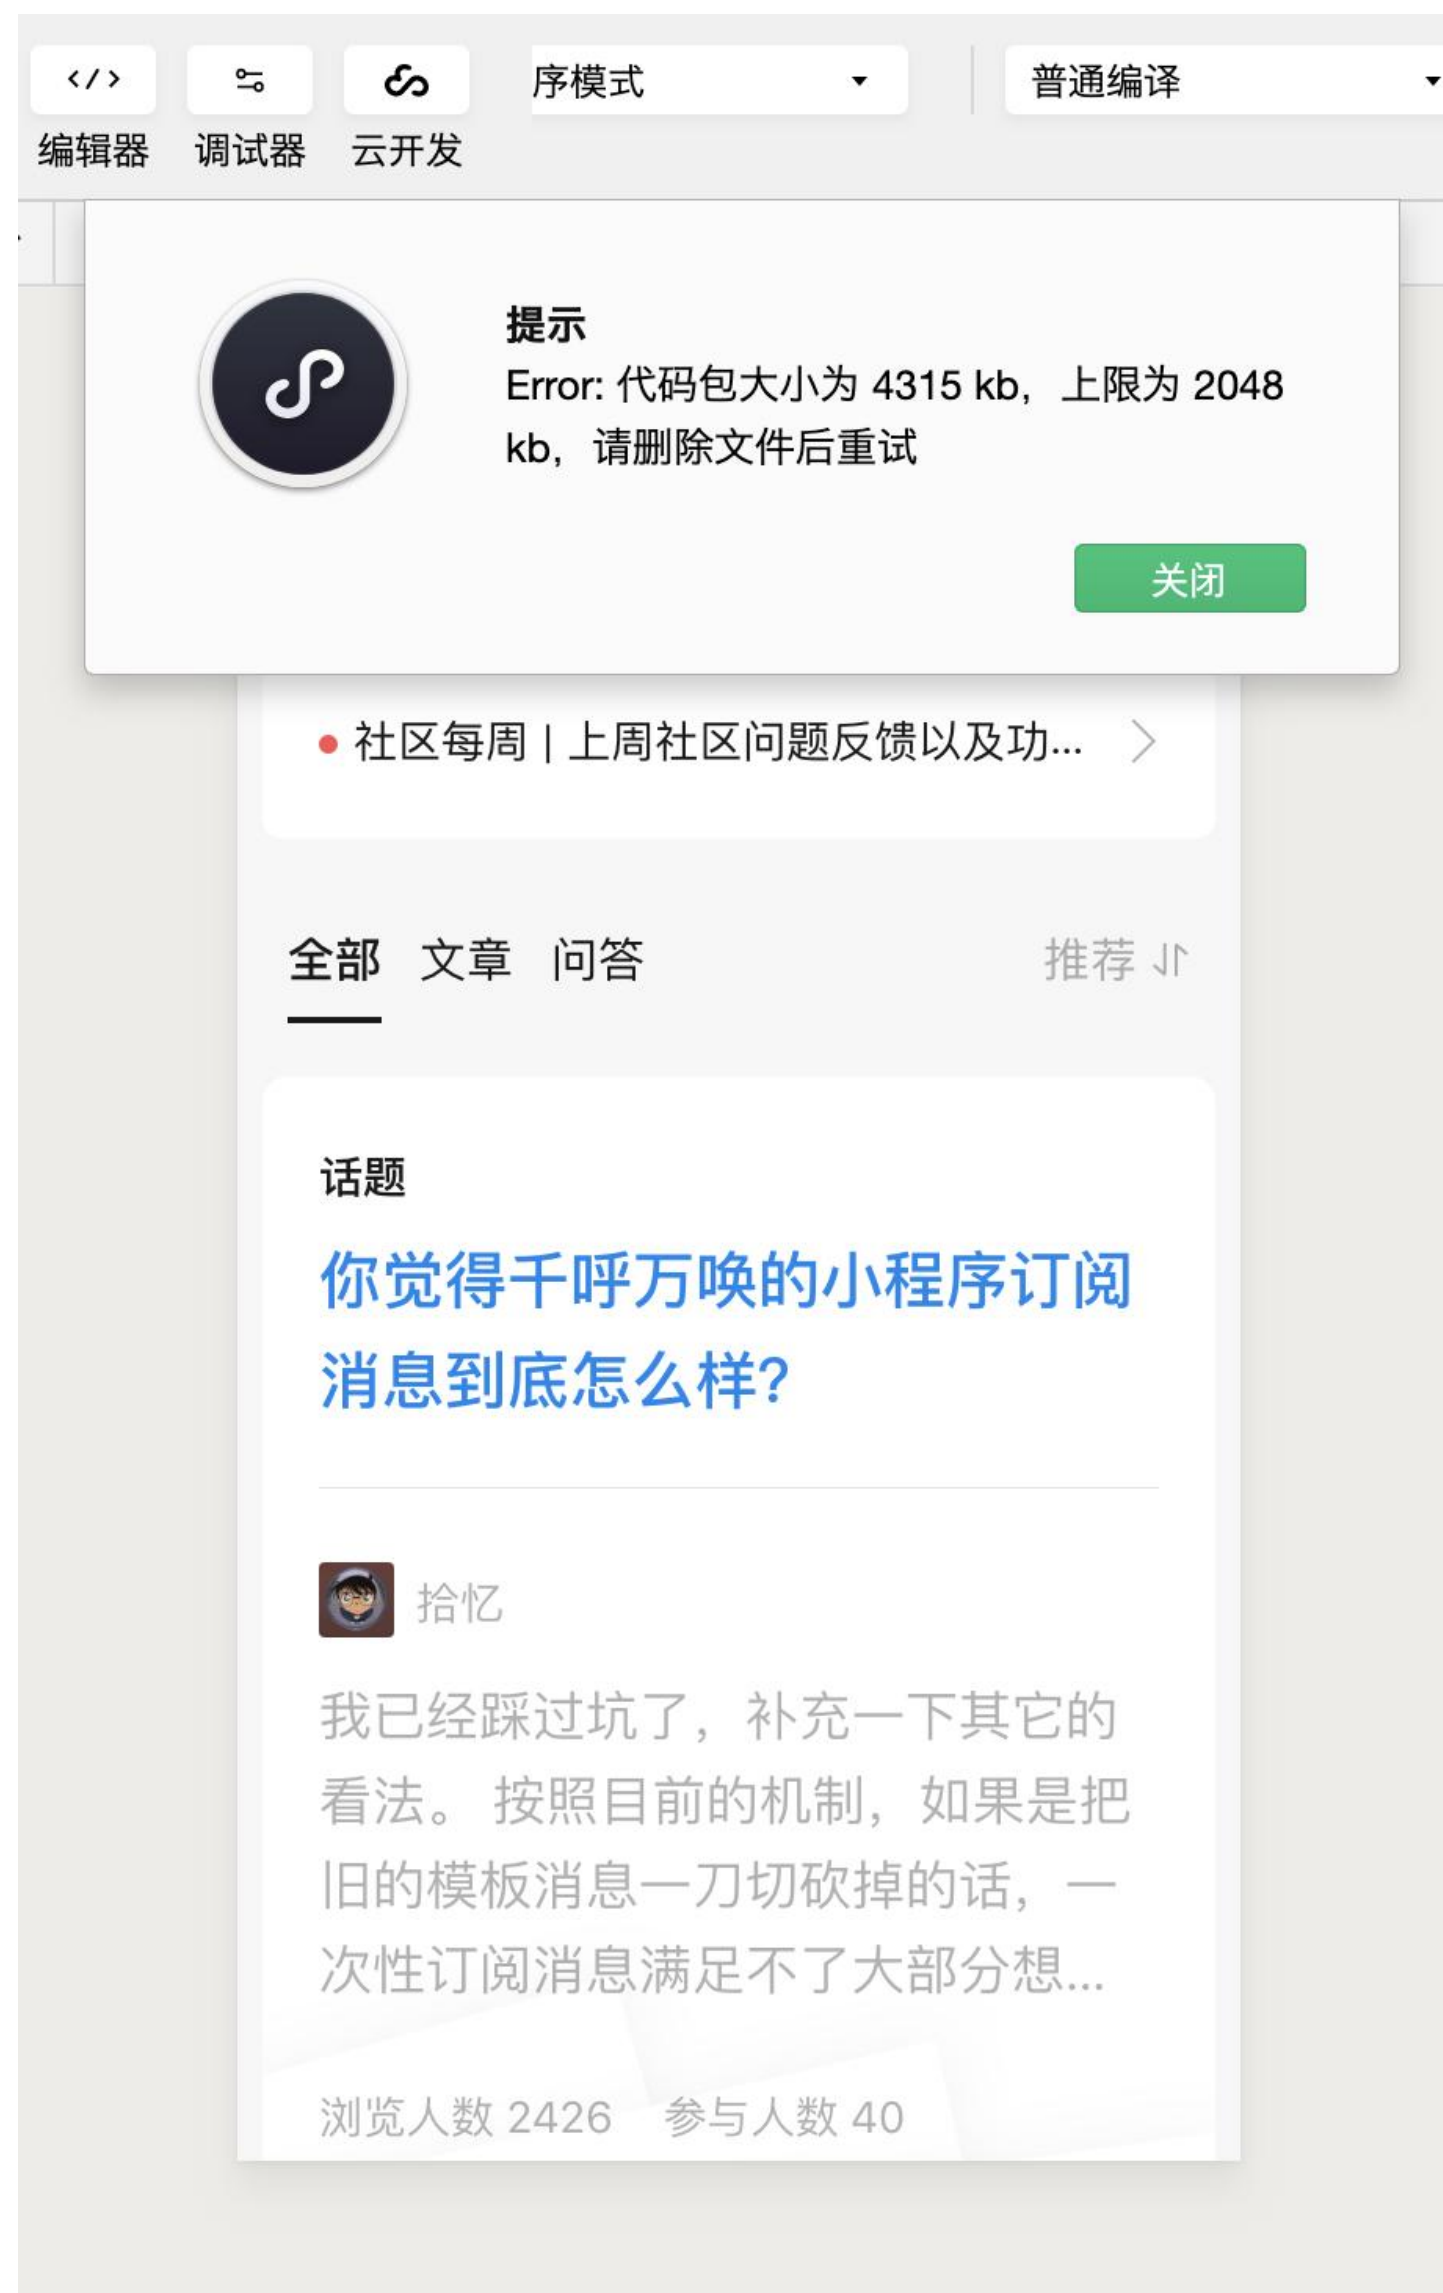 </>
序模式
普通编译
编辑器 调试器 云开发
提示
Error: 代码包大小为 4315 kb，上限为 2048
kb，请删除文件后重试
关闭
社区每周 | 上周社区问题反馈以及功...
全部 文章 问答 推荐
话题
你觉得千呼万唤的小程序订阅
消息到底怎么样?
拾忆
我已经踩过坑了，补充一下其它的
看法。 按照目前的机制，如果是把
旧的模板消息一刀切砍掉的话，一
次性订阅消息满足不了大部分想...
浏览人数 2426 参与人数 40